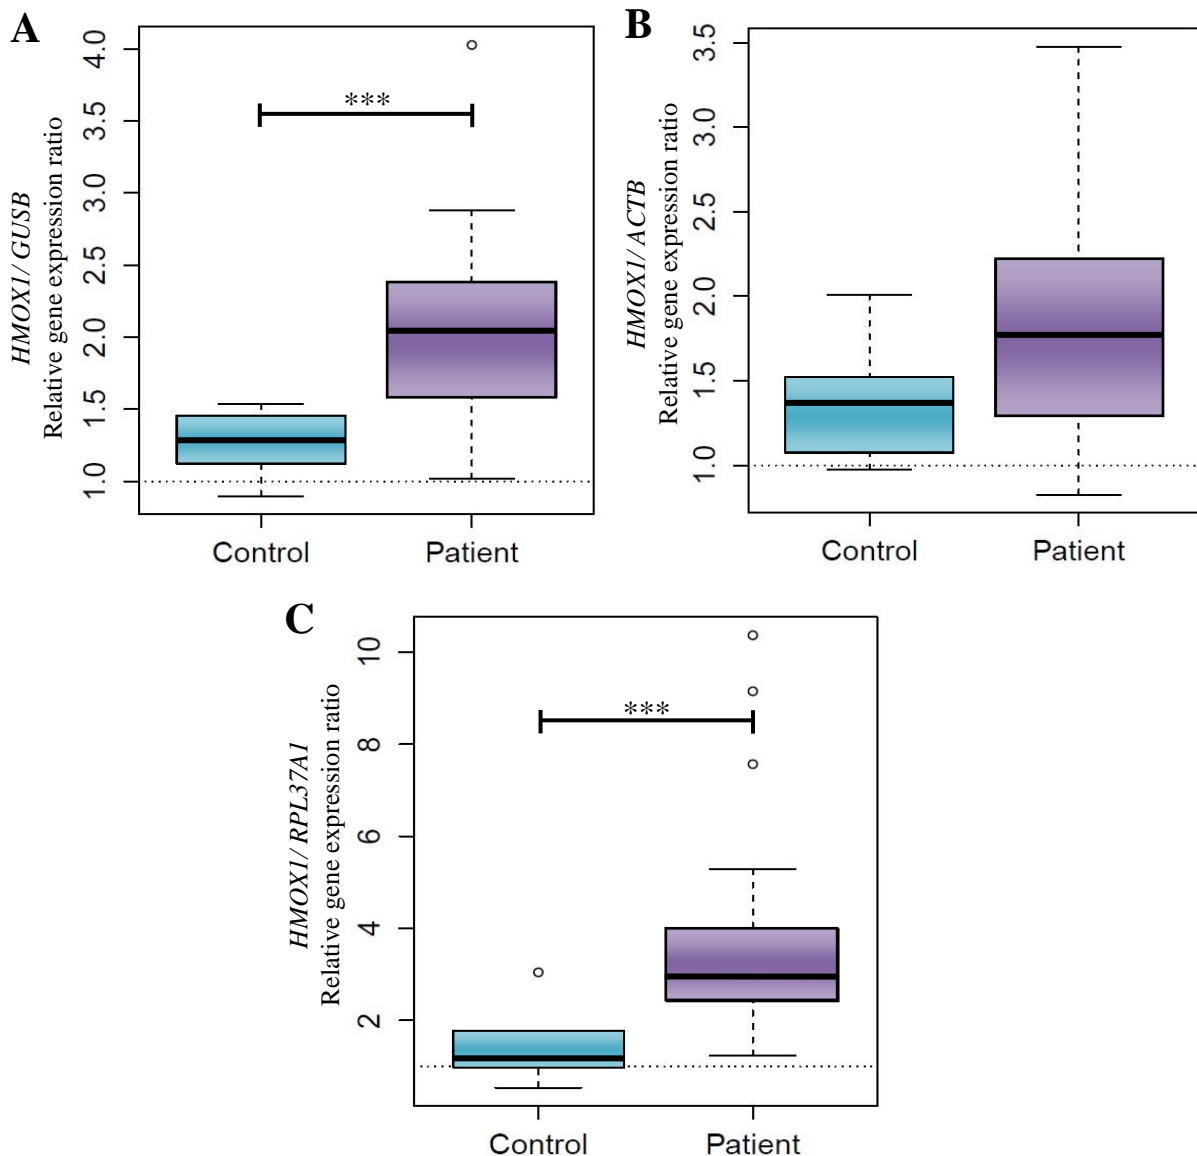 A
HMOX1/ GUSB
Relative gene expression ratio
4.0
3.5
3.0
2.5
2.0
1.5
1.0
***
Control
Patient
B
HMOX1/ ACTB
Relative gene expression ratio
3.5
3.0
2.5
2.0
1.5
1.0
Control
Patient
C
HMOX1/ RPL37A1
Relative gene expression ratio
10
8
6
4
2
***
Control
Patient